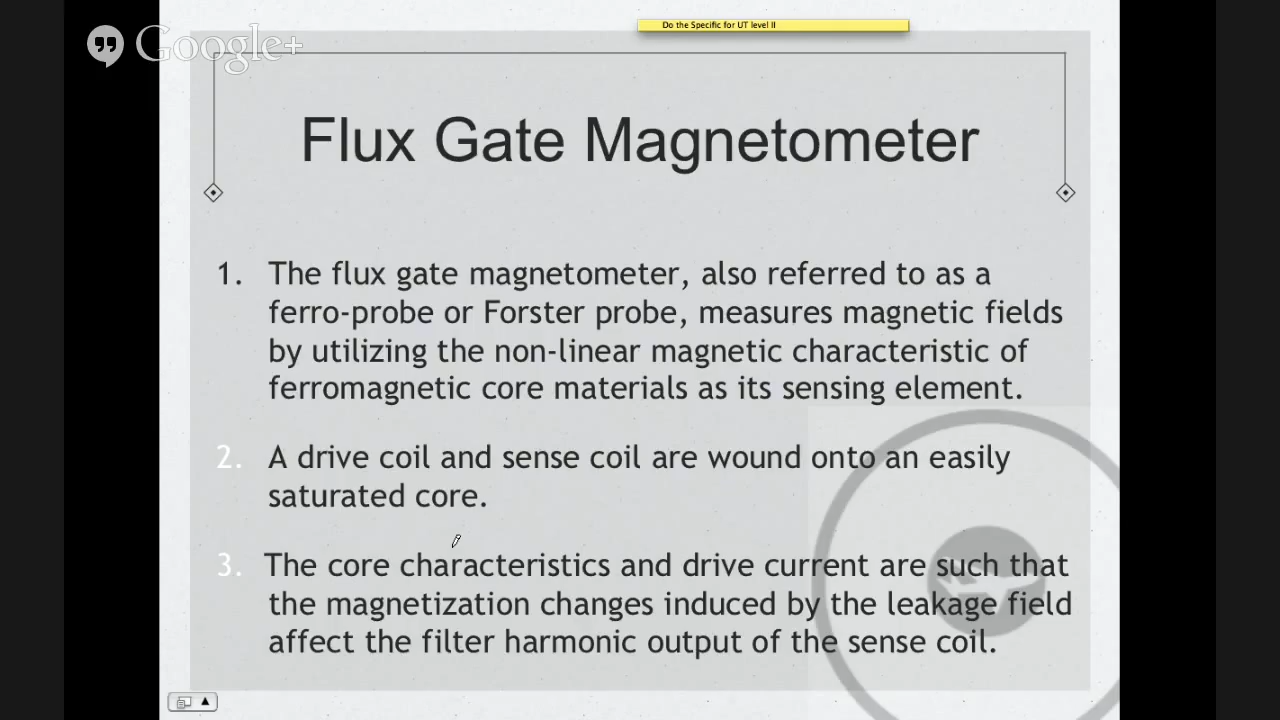 Do the Specific for UT level II
Google+
Flux Gate Magnetometer
1. The flux gate magnetometer, also referred to as a
ferro-probe or Forster probe, measures magnetic fields
by utilizing the non-linear magnetic characteristic of
ferromagnetic core materials as its sensing element.
2. A drive coil and sense coil are wound onto an easily
saturated core.
3. The core characteristics and drive current are such that
the magnetization changes induced by the leakage field
affect the filter harmonic output of the sense coil.